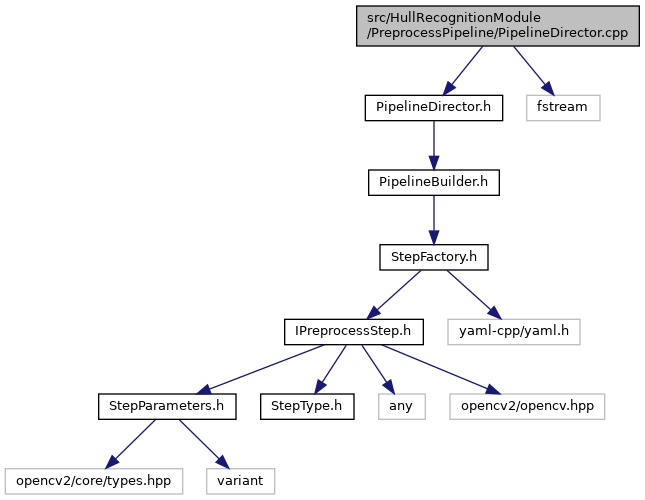 src/HullRecognitionModule
/PreprocessPipeline/PipelineDirector.cpp
PipelineDirector.h
fstream
PipelineBuilder.h
StepFactory.h
IPreprocessStep.h
yaml-cpp/yaml.h
StepParameters.h
StepType.h
any
opencv2/opencv.hpp
opencv2/core/types.hpp
variant